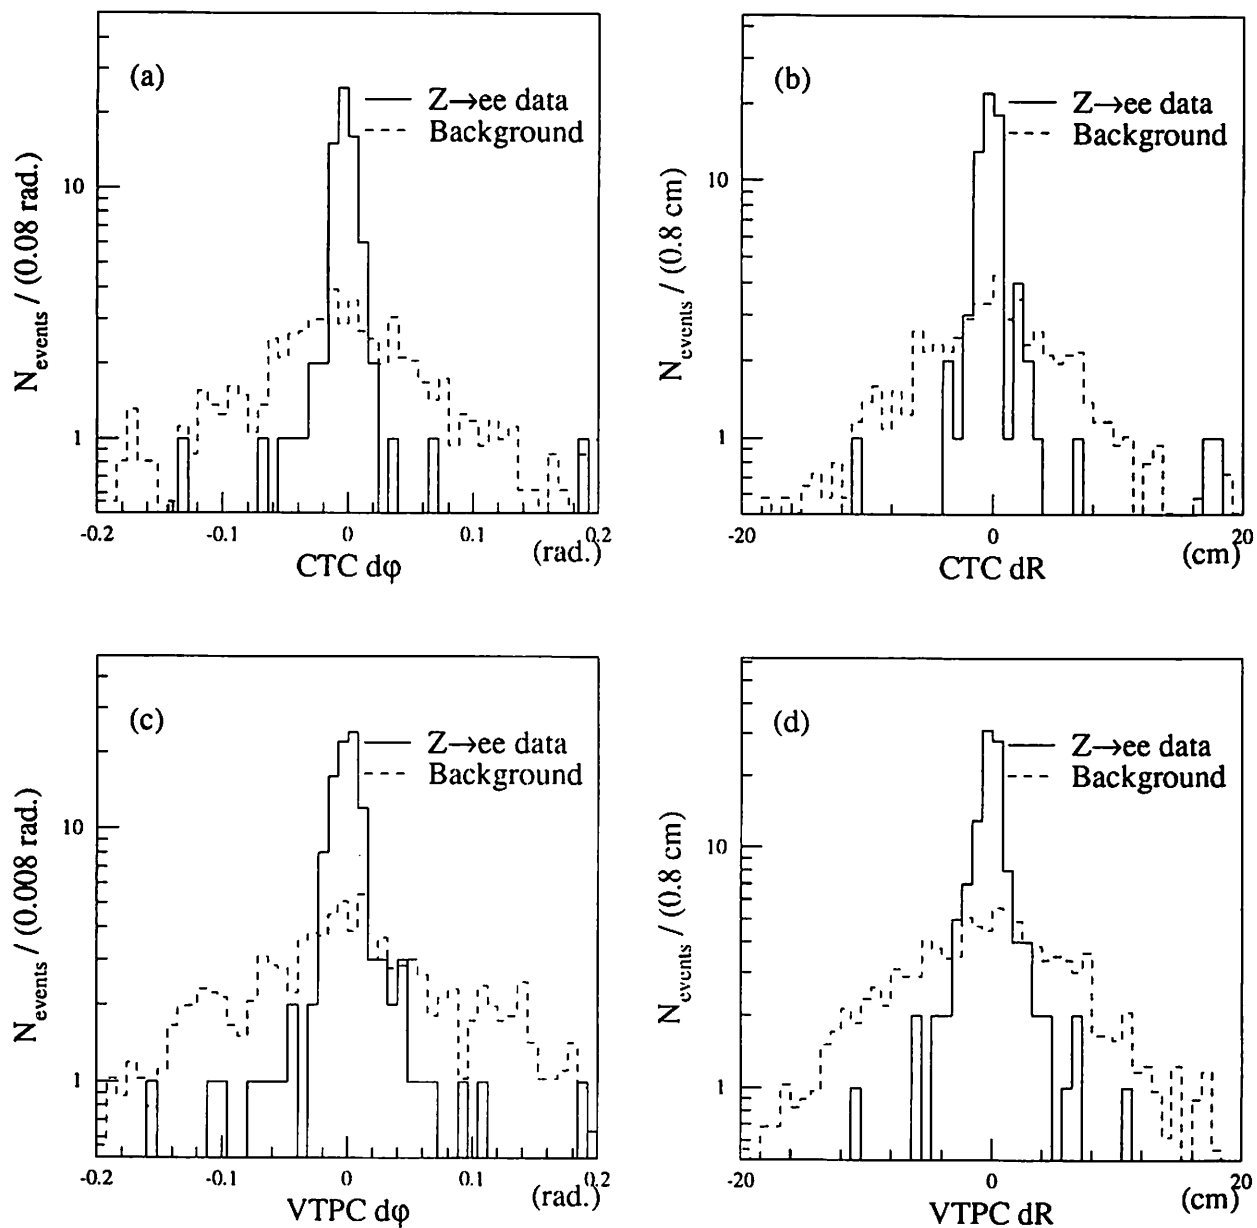 (a)
Z→ee data
Background
N_events / (0.08 rad.)
10
1
-0.2
-0.1
0
0.1
0.2
CTC dφ
(rad.)
(b)
Z→ee data
Background
N_events / (0.8 cm)
10
1
-20
0
20
CTC dR
(cm)
(c)
Z→ee data
Background
N_events / (0.008 rad.)
10
1
-0.2
-0.1
0
0.1
0.2
VTPC dφ
(rad.)
(d)
Z→ee data
Background
N_events / (0.8 cm)
10
1
-20
0
20
VTPC dR
(cm)